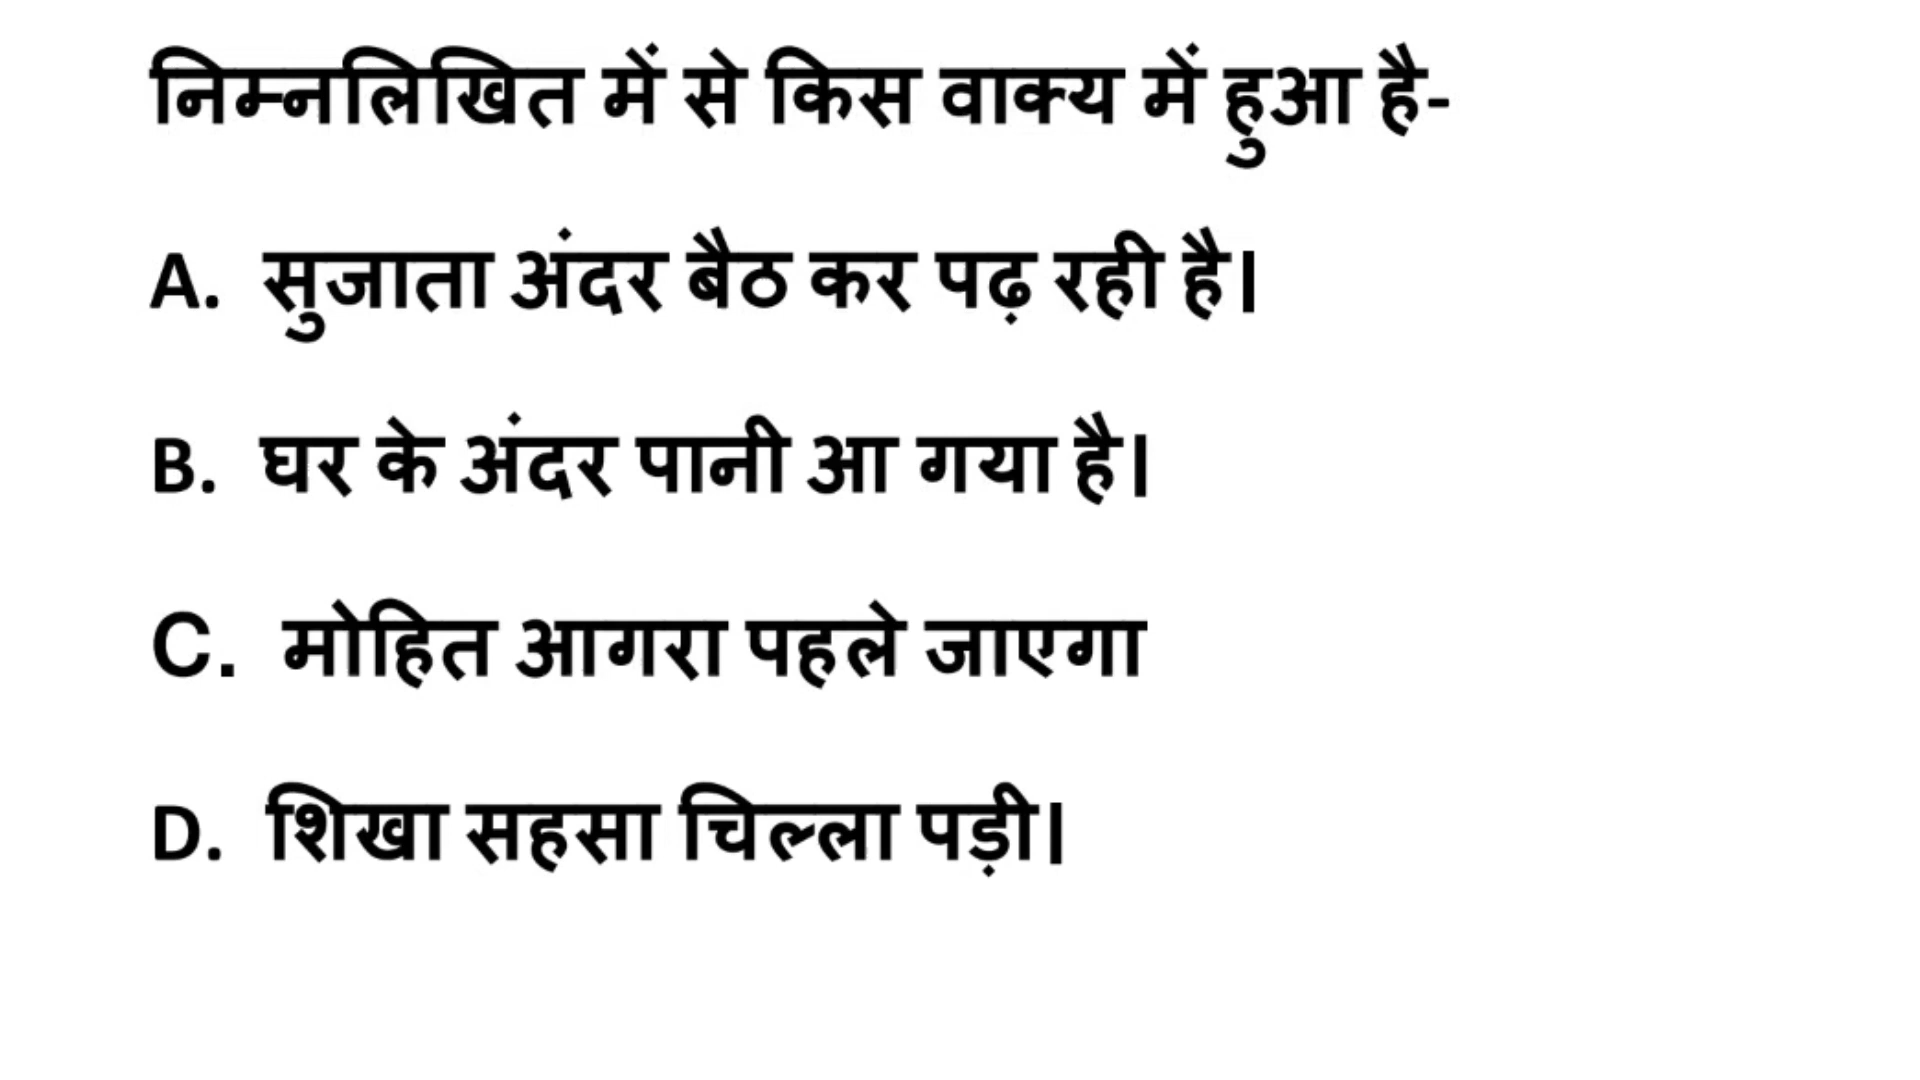 निम्नलिखित में से किस वाक्य में हुआ है-
A. सुजाता अंदर बैठ कर पढ़ रही है।
B. घर के अंदर पानी आ गया है।
C. मोहित आगरा पहले जाएगा
D. शिखा सहसा चिल्ला पड़ी।